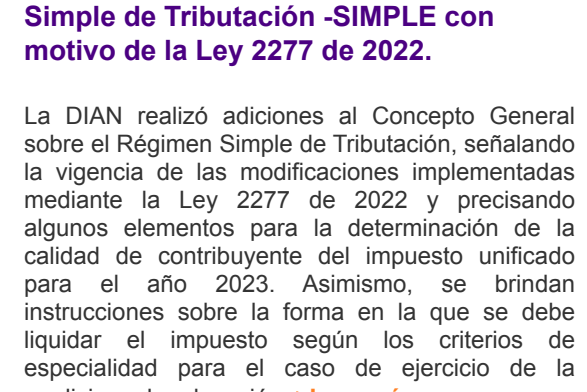 Simple de Tributación -SIMPLE con
motivo de la Ley 2277 de 2022.
La DIAN realizó adiciones al Concepto General
sobre el Régimen Simple de Tributación, señalando
la vigencia de las modificaciones implementadas
mediante la Ley 2277 de 2022 y precisando
algunos elementos para la determinación de la
calidad de contribuyente del impuesto unificado
para el año 2023. Asimismo, se brindan
instrucciones sobre la forma en la que se debe
liquidar el impuesto según los criterios de
especialidad para el caso de ejercicio de la